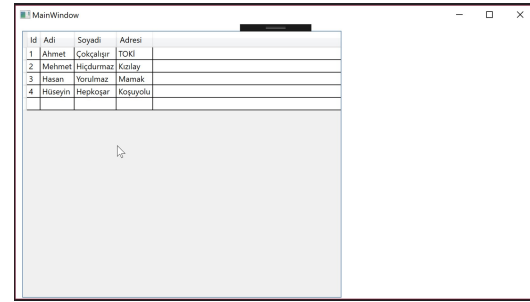 MainWindow
Id Adi Soyadi Adresi
1 Ahmet Çokçalışır TOKİ
2 Mehmet Hiçdurmaz Kızılay
3 Hasan Yorulmaz Mamak
4 Hüseyin Hepkoşar Koşuyolu